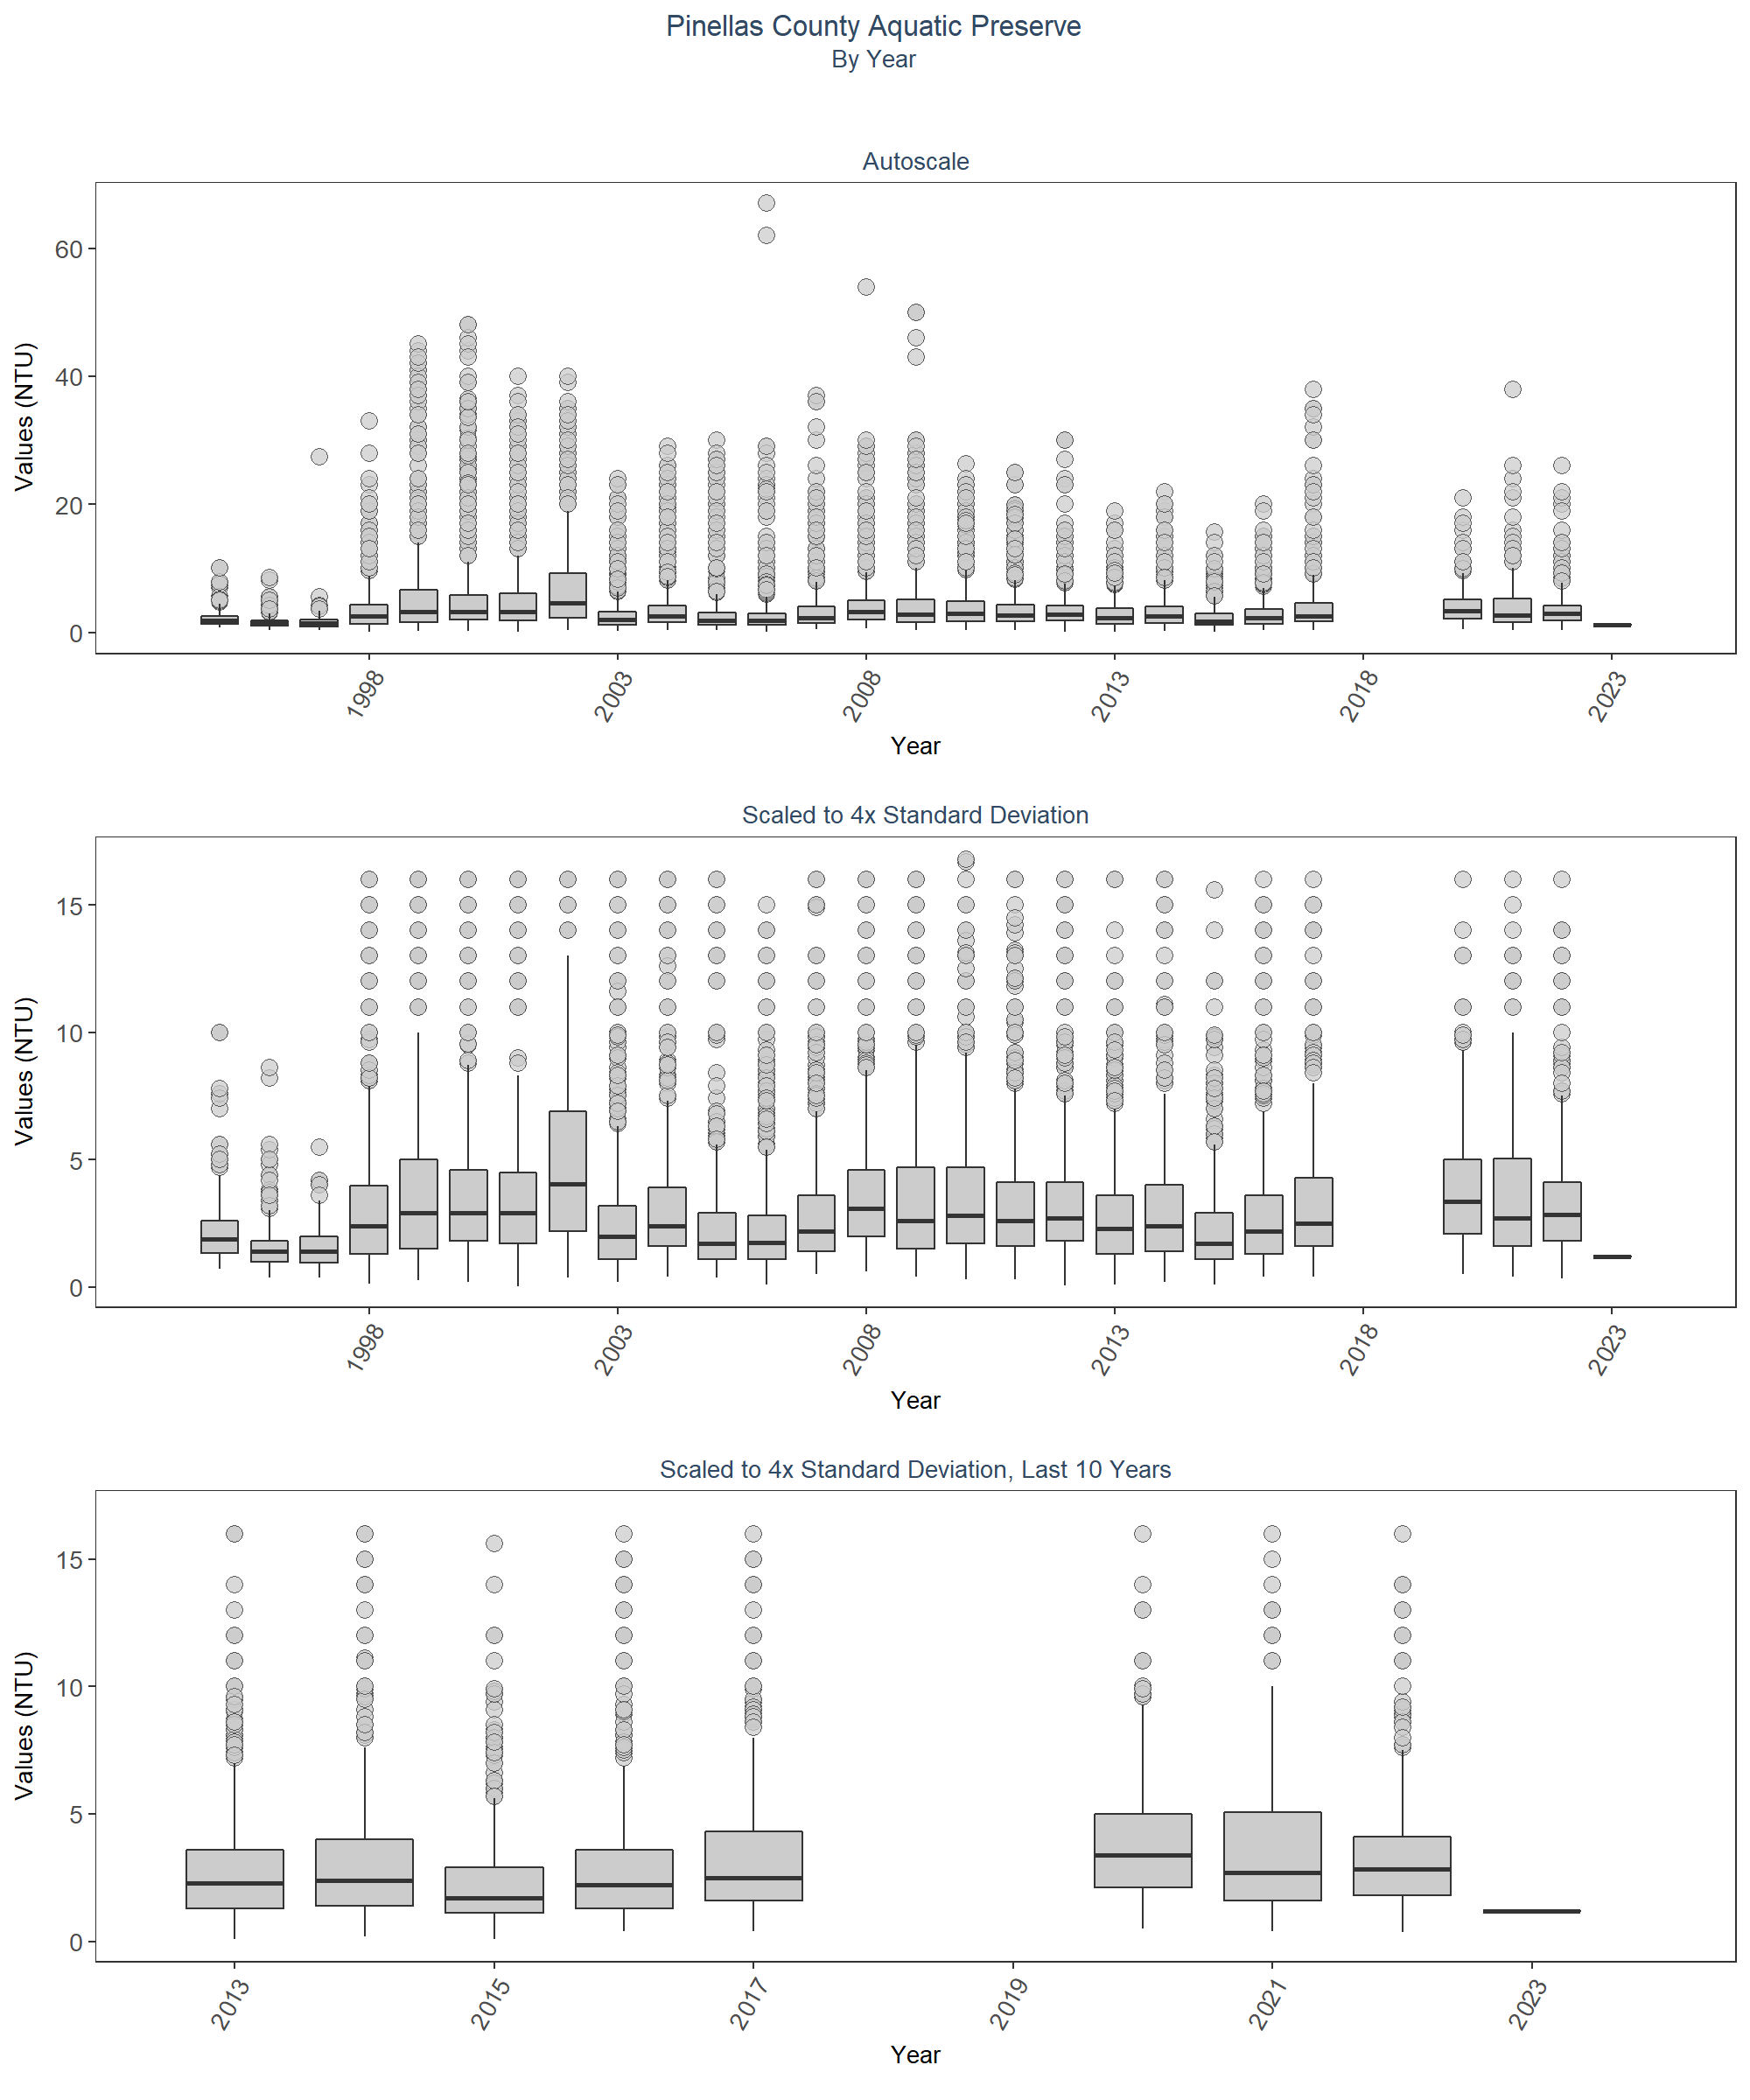 Pinellas County Aquatic Preserve
By Year
Autoscale
Values (NTU)
60
40
20
0
1998
2003
2008
2013
2018
2023
Year
Scaled to 4x Standard Deviation
Values (NTU)
15
10
5
0
1998
2003
2008
2013
2018
2023
Year
Scaled to 4x Standard Deviation, Last 10 Years
Values (NTU)
15
10
5
0
2013
2015
2017
2019
2021
2023
Year